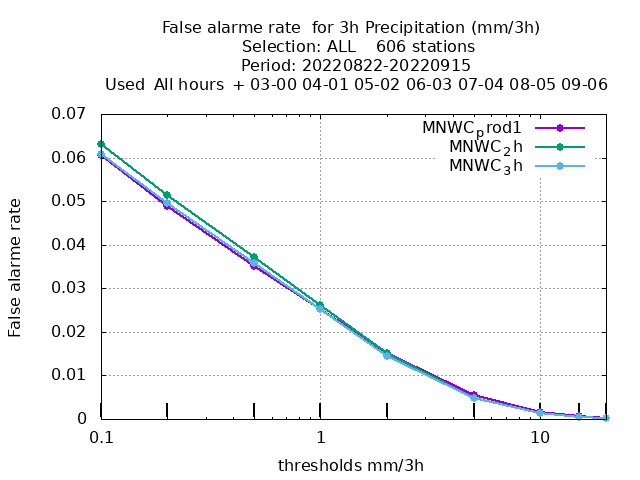 False alarme rate  for 3h Precipitation (mm/3h)
Selection: ALL    606 stations
Period: 20220822-20220915
Used  All hours  + 03-00 04-01 05-02 06-03 07-04 08-05 09-06
0.07
0.06
0.05
0.04
0.03
0.02
0.01
0
False alarme rate
MNWCprod1
MNWC2h
MNWC3h
0.1 1 10
thresholds mm/3h